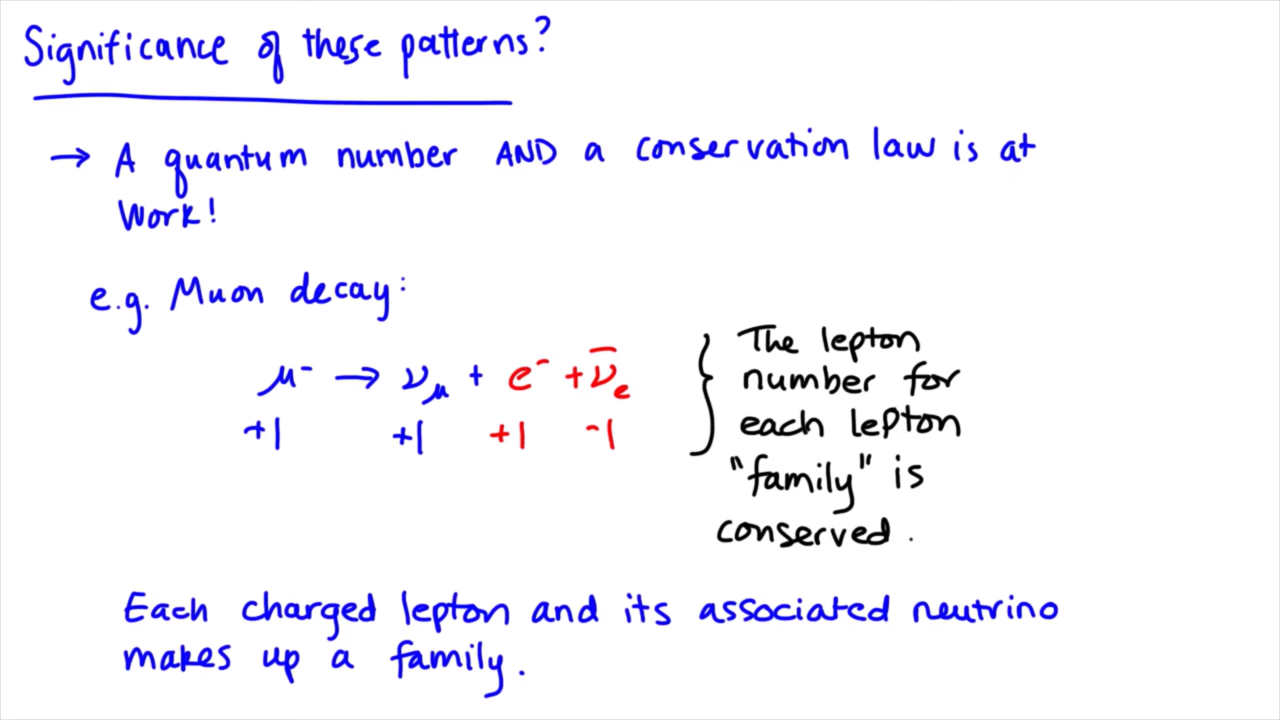 Significance of these patterns?
→ A quantum number AND a conservation law is at
work!
e.g. Muon decay:
μ⁻ → ν_μ + e⁻ + ν̄_e
+1 +1 +1 -1
} The lepton
number for
each lepton
"family" is
conserved.
Each charged lepton and its associated neutrino
makes up a family.